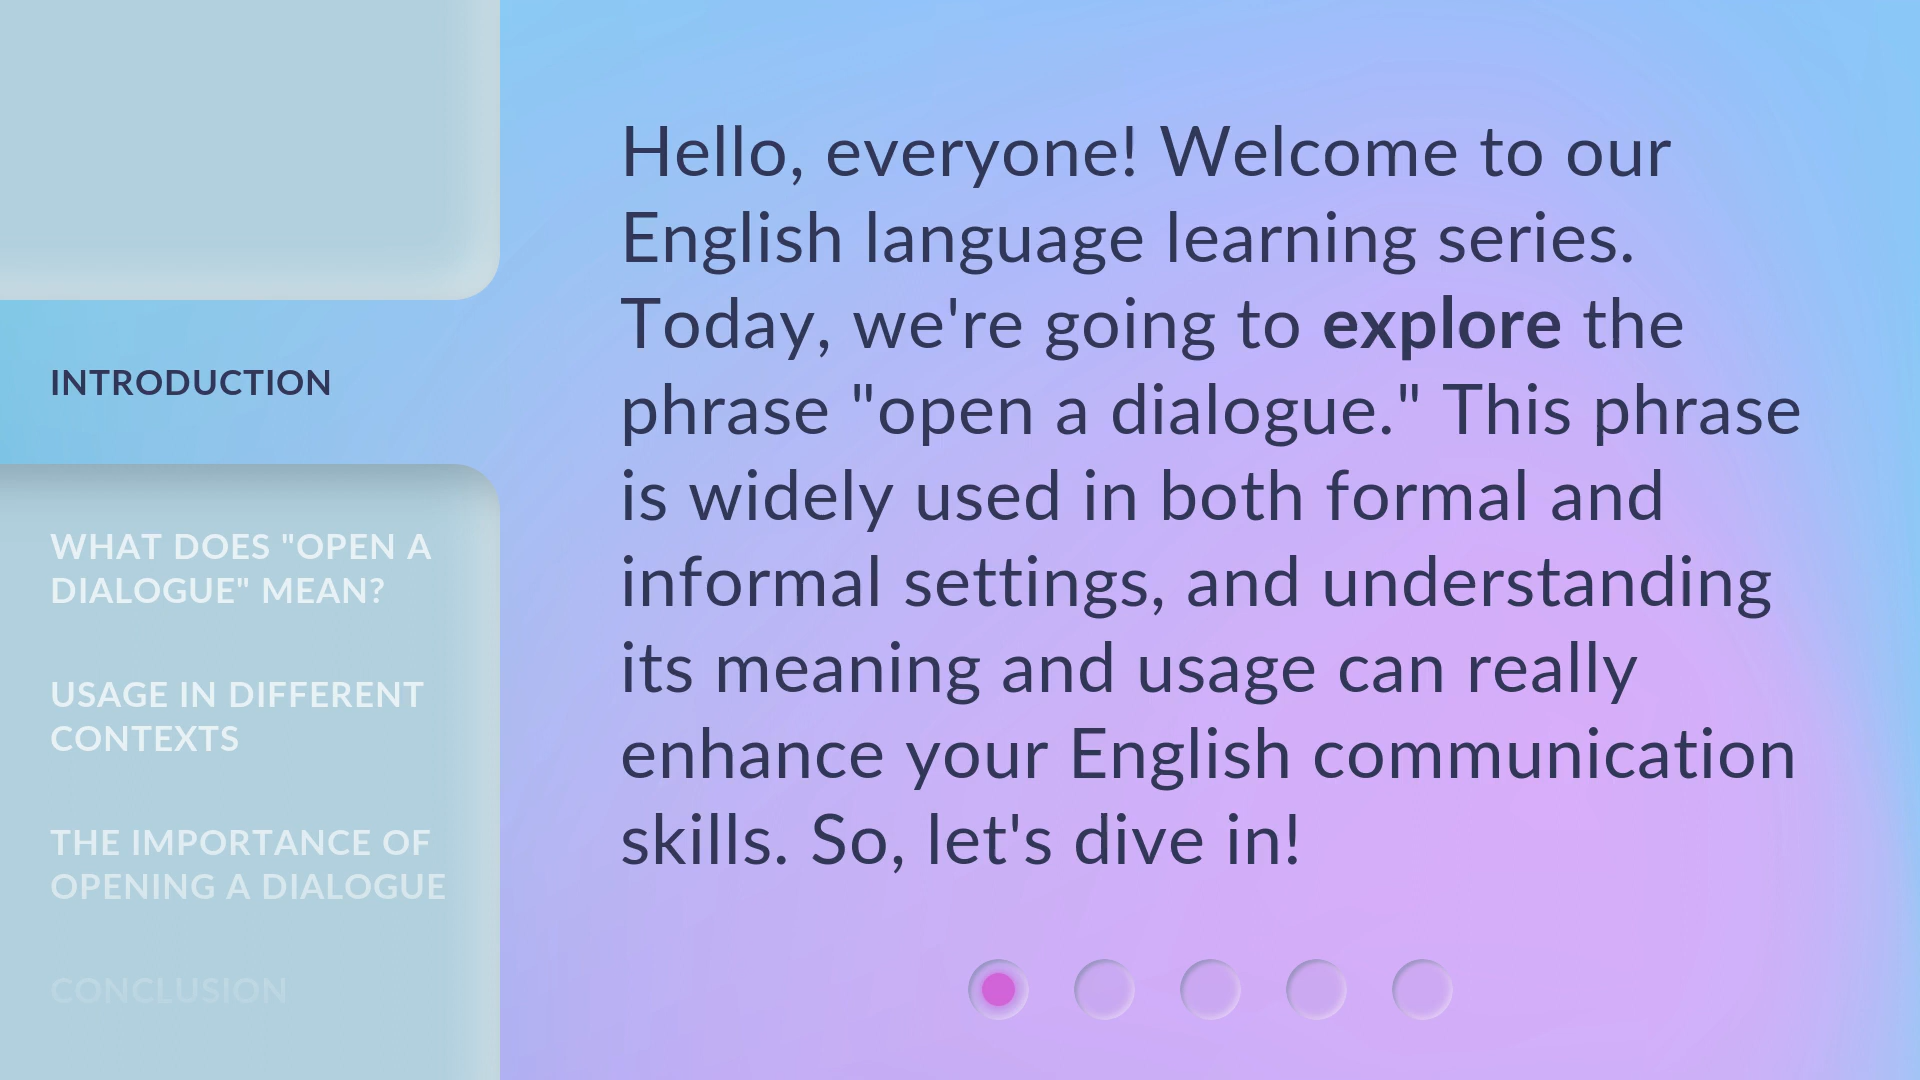 INTRODUCTION
WHAT DOES "OPEN A
DIALOGUE" MEAN?
USAGE IN DIFFERENT
CONTEXTS
THE IMPORTANCE OF
OPENING A DIALOGUE
CONCLUSION
Hello, everyone! Welcome to our
English language learning series.
Today, we're going to explore the
phrase "open a dialogue." This phrase
is widely used in both formal and
informal settings, and understanding
its meaning and usage can really
enhance your English communication
skills. So, let's dive in!